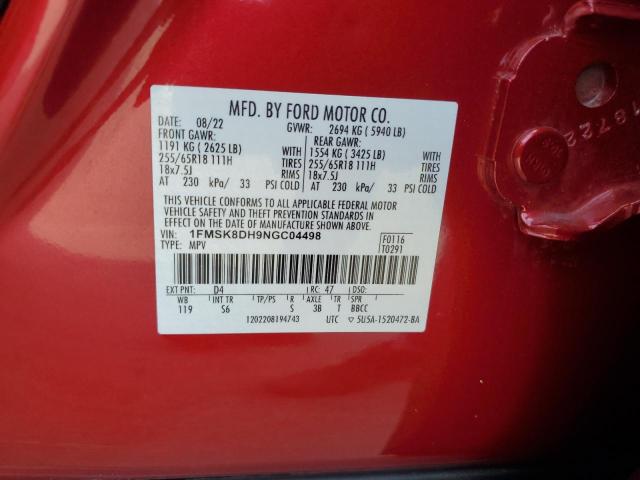 MFD. BY FORD MOTOR CO.
08/22 GVWR: 2694 KG ( 5940 LB)
FRONT GAWR: REAR GAWR:
1191 KG ( 2625 LB) WITH 1554 KG ( 3425 LB) WITH
255/65R18 111H TIRES 255/65R18 111H TIRES
18x7.5J RIMS 18x7.5J RIMS
AT 230 kPa/ 33 PSI COLD AT 230 kPa/ 33 PSI COLD
THIS VEHICLE CONFORMS TO ALL APPLICABLE FEDERAL MOTOR
VEHICLE SAFETY AND THEFT PREVENTION STANDARDS IN
EFFECT ON THE DATE OF MANUFACTURE SHOWN ABOVE.
VIN: 1FMSK8DH9NGC04498 F0116
TYPE: MPV T0291
EXT PNT: D4 RC: 47 DSO:
WB INT TR TP/PS R AXLE TR SPR
119 S6 S 3B T BBCC
1202208194743 UTC 5U5A-1520472-BA
18722